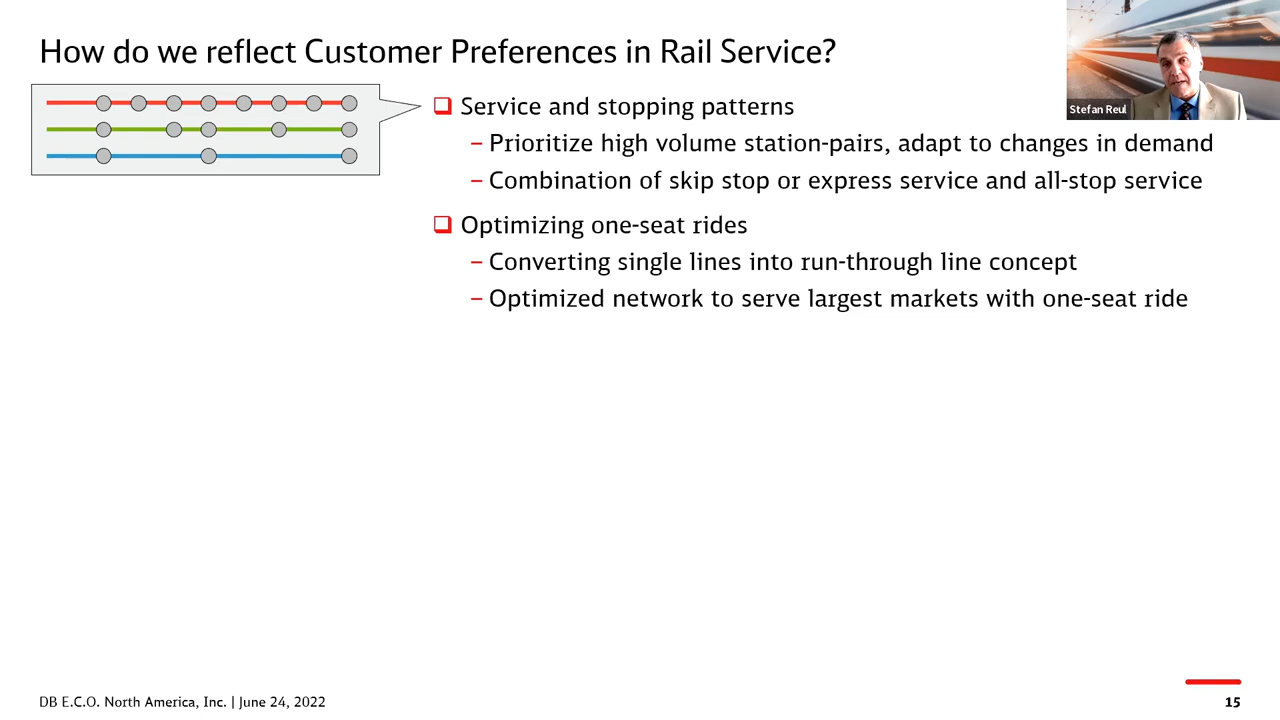 How do we reflect Customer Preferences in Rail Service?
Stefan Reul
❑ Service and stopping patterns
– Prioritize high volume station-pairs, adapt to changes in demand
– Combination of skip stop or express service and all-stop service
❑ Optimizing one-seat rides
– Converting single lines into run-through line concept
– Optimized network to serve largest markets with one-seat ride
DB E.C.O. North America, Inc. | June 24, 2022
15